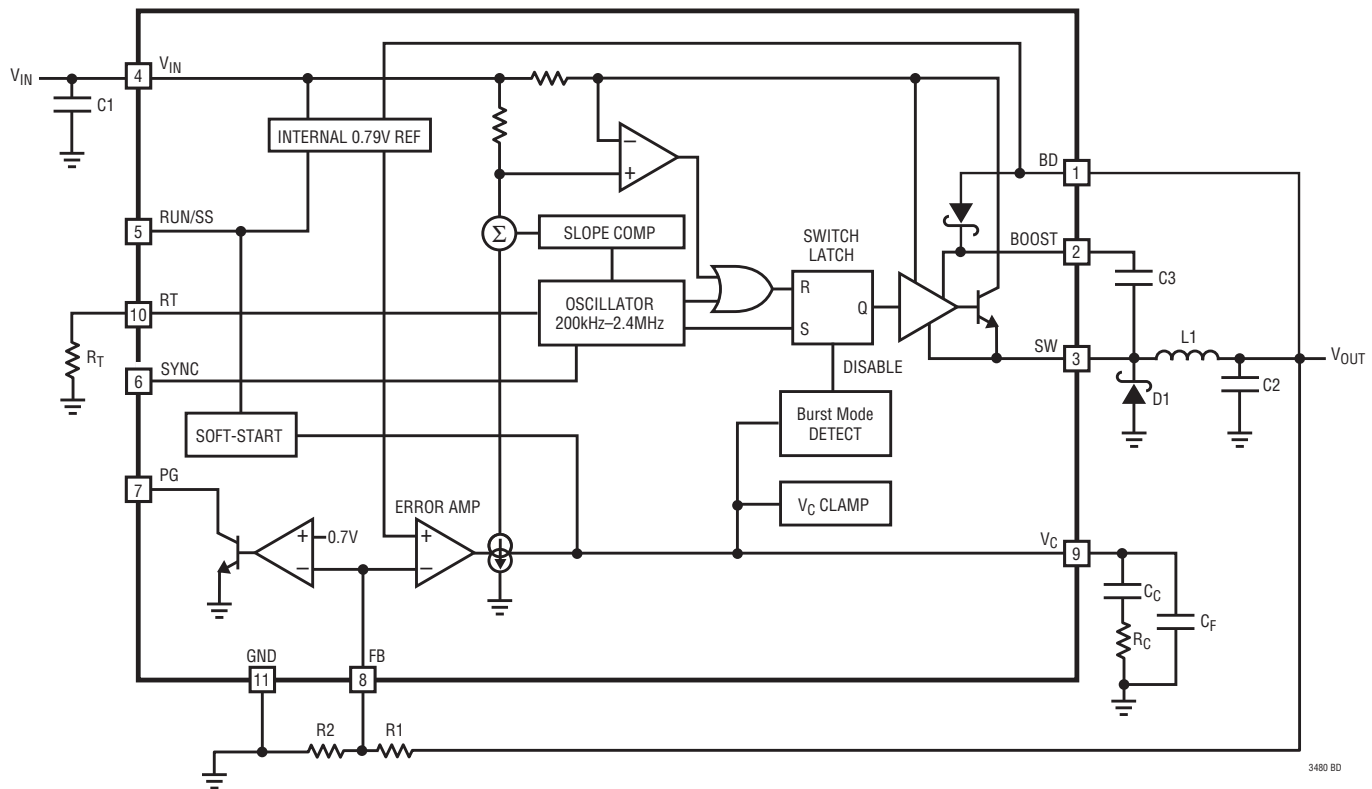 VIN
4
VIN
C1
INTERNAL 0.79V REF
−
+
BD
1
RUN/SS
5
Σ
SLOPE COMP
SWITCH
LATCH
BOOST
2
C3
RT
10
OSCILLATOR
200kHz–2.4MHz
R
Q
S
RT
SYNC
6
DISABLE
SW
3
L1
VOUT
D1
C2
SOFT-START
Burst Mode
DETECT
PG
7
ERROR AMP
VC CLAMP
+
0.7V
−
+
−
VC
9
CC
RC
CF
GND
11
FB
8
R2
R1
3480 BD